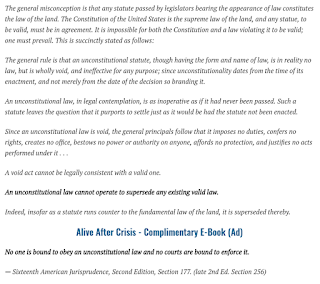 The general misconception is that any statute passed by legislators bearing the appearance of law constitutes
the law of the land. The Constitution of the United States is the supreme law of the land, and any statue, to
be valid, must be in agreement. It is impossible for both the Constitution and a law violating it to be valid;
one must prevail. This is succinctly stated as follows:
The general rule is that an unconstitutional statute, though having the form and name of law, is in reality no
law, but is wholly void, and ineffective for any purpose; since unconstitutionality dates from the time of its
enactment, and not merely from the date of the decision so branding it.
An unconstitutional law, in legal contemplation, is as inoperative as if it had never been passed. Such a
statute leaves the question that it purports to settle just as it would be had the statute not been enacted.
Since an unconstitutional law is void, the general principals follow that it imposes no duties, confers no
rights, creates no office, bestows no power or authority on anyone, affords no protection, and justifies no acts
performed under it . . .
A void act cannot be legally consistent with a valid one.
An unconstitutional law cannot operate to supersede any existing valid law.
Indeed, insofar as a statute runs counter to the fundamental law of the land, it is superseded thereby.
Alive After Crisis - Complimentary E-Book (Ad)
No one is bound to obey an unconstitutional law and no courts are bound to enforce it.
— Sixteenth American Jurisprudence, Second Edition, Section 177. (late 2nd Ed. Section 256)